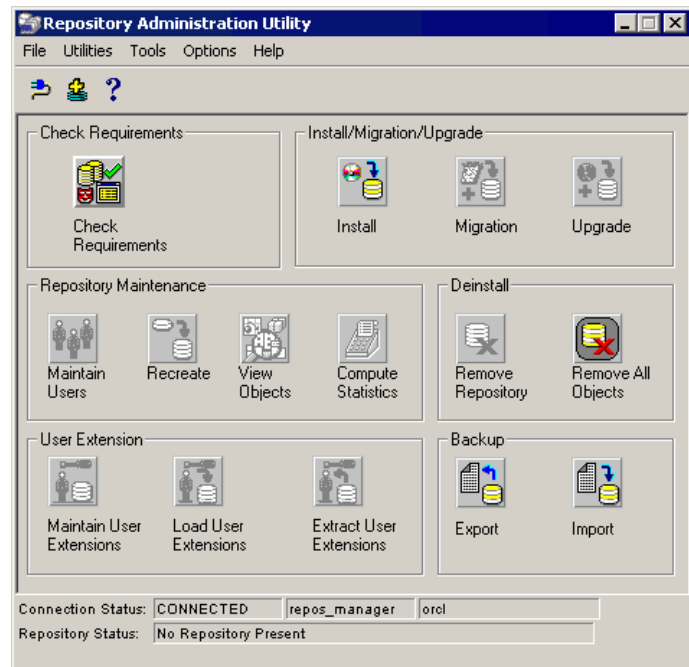 Repository Administration Utility
File Utilities Tools Options Help
Check Requirements
Check
Requirements
Install/Migration/Upgrade
Install
Migration
Upgrade
Repository Maintenance
Maintain
Users
Recreate
View
Objects
Compute
Statistics
Deinstall
Remove
Repository
Remove All
Objects
User Extension
Maintain User
Extensions
Load User
Extensions
Extract User
Extensions
Backup
Export
Import
Connection Status: CONNECTED repos_manager orcl
Repository Status: No Repository Present